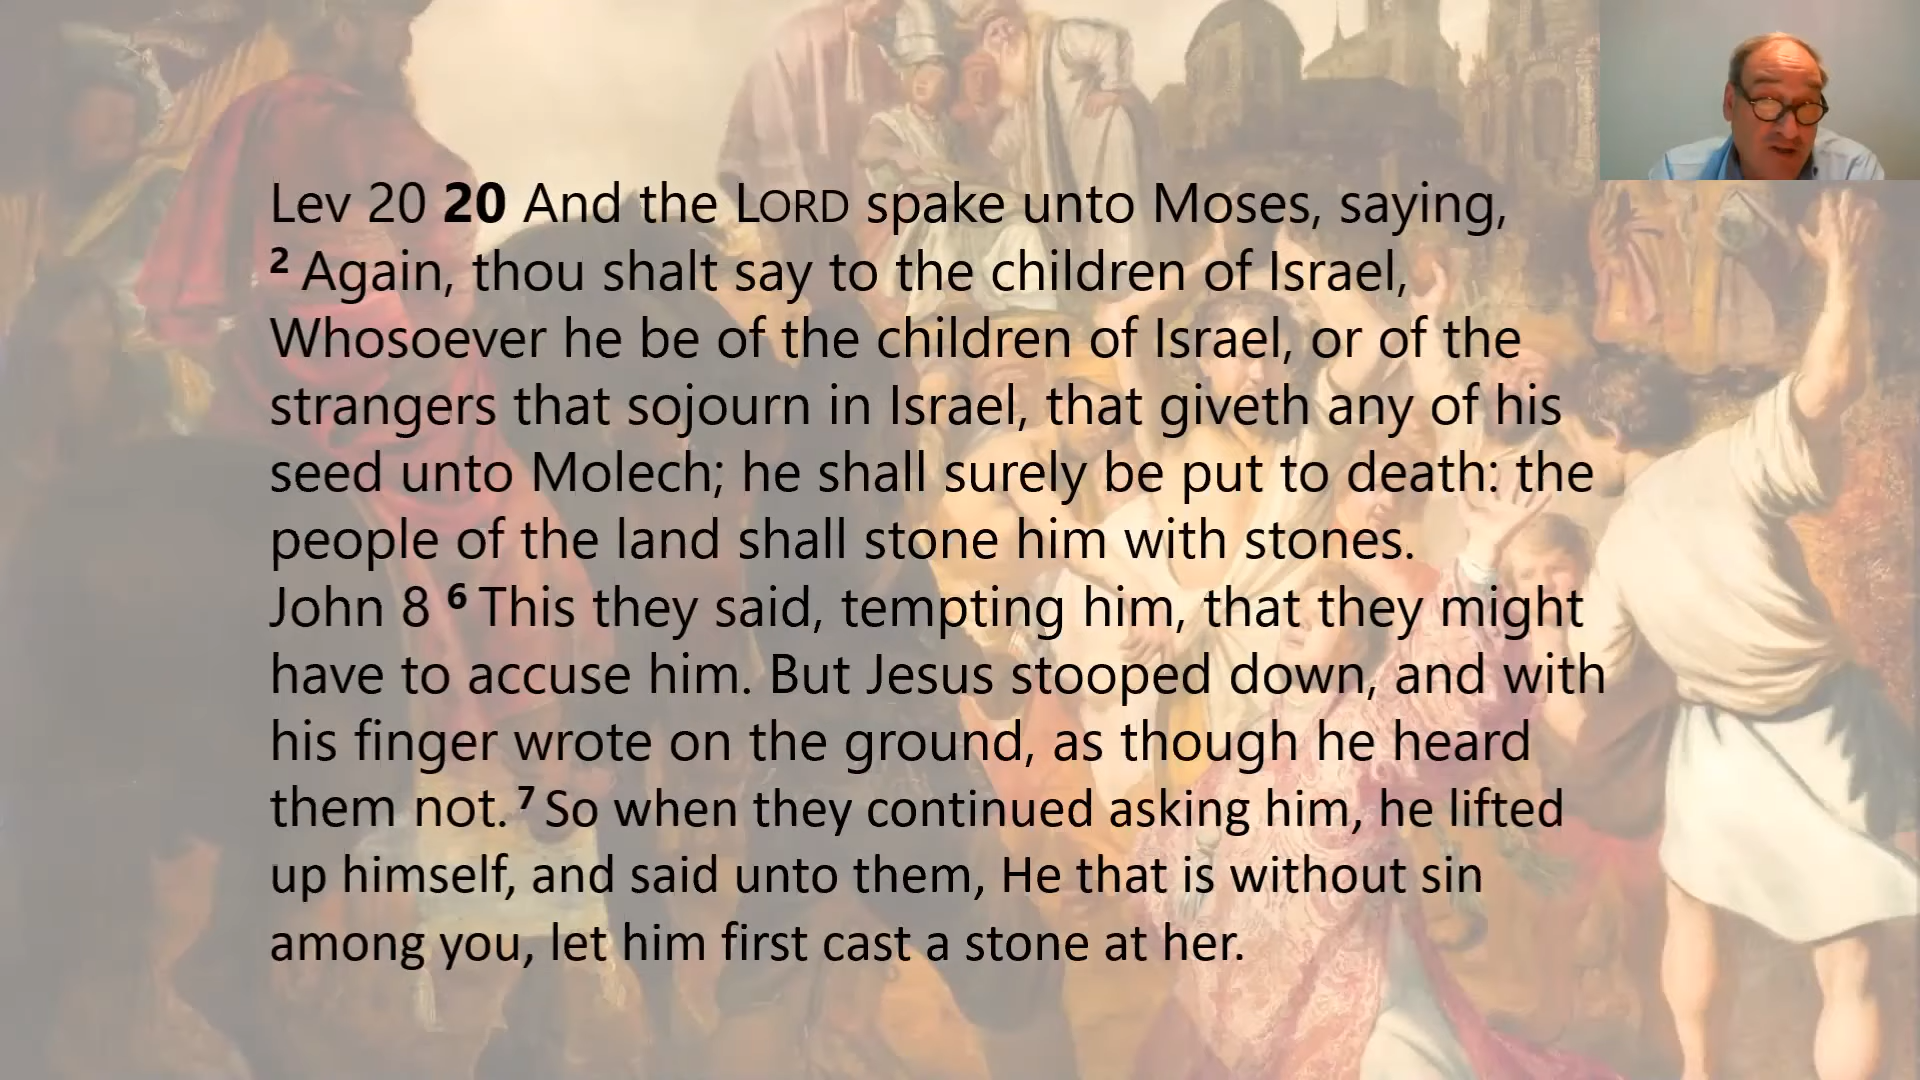 Lev 20 20 And the LORD spake unto Moses, saying,
2 Again, thou shalt say to the children of Israel,
Whosoever he be of the children of Israel, or of the
strangers that sojourn in Israel, that giveth any of his
seed unto Molech; he shall surely be put to death: the
people of the land shall stone him with stones.
John 8 6 This they said, tempting him, that they might
have to accuse him. But Jesus stooped down, and with
his finger wrote on the ground, as though he heard
them not. 7 So when they continued asking him, he lifted
up himself, and said unto them, He that is without sin
among you, let him first cast a stone at her.